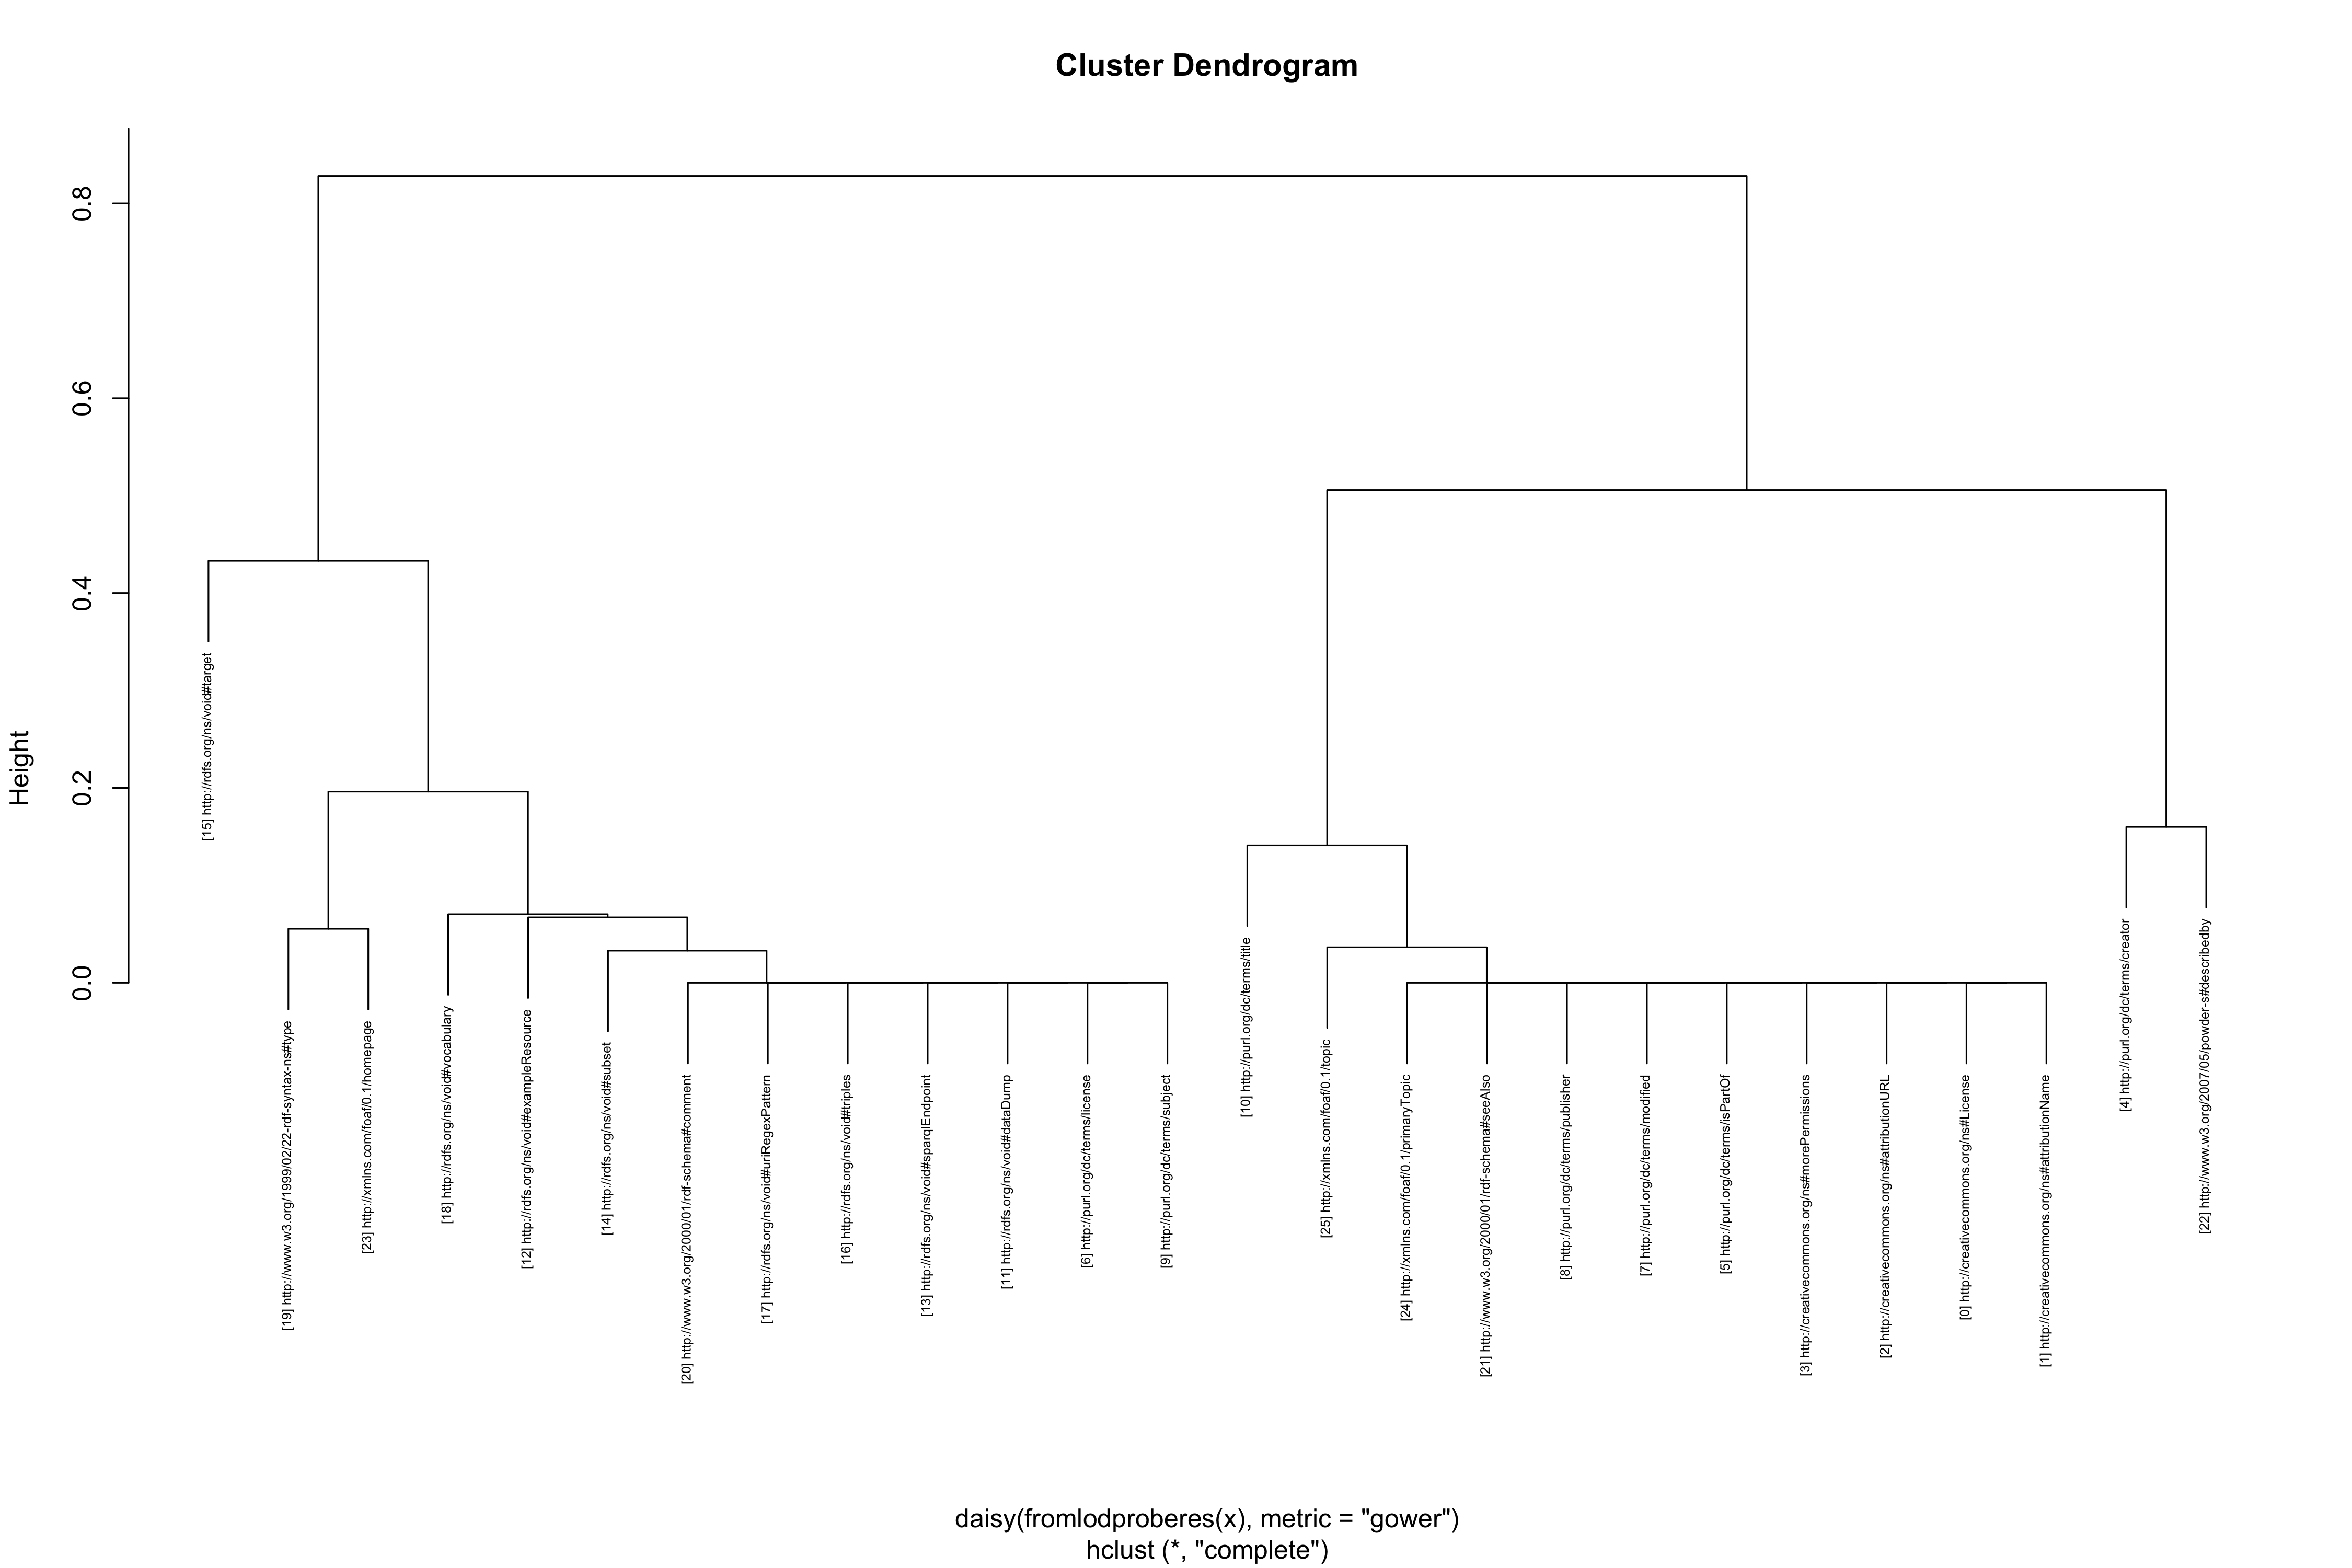 Cluster Dendrogram
Height
0.0
0.2
0.4
0.6
0.8
[15] http://rdfs.org/ns/void#target
[19] http://www.w3.org/1999/02/22-rdf-syntax-ns#type
[23] http://xmlns.com/foaf/0.1/homepage
[18] http://rdfs.org/ns/void#vocabulary
[12] http://rdfs.org/ns/void#exampleResource
[14] http://rdfs.org/ns/void#subset
[20] http://www.w3.org/2000/01/rdf-schema#comment
[17] http://rdfs.org/ns/void#uriRegexPattern
[16] http://rdfs.org/ns/void#triples
[13] http://rdfs.org/ns/void#sparqlEndpoint
[11] http://rdfs.org/ns/void#dataDump
[6] http://purl.org/dc/terms/license
[9] http://purl.org/dc/terms/subject
[10] http://purl.org/dc/terms/title
[25] http://xmlns.com/foaf/0.1/topic
[24] http://xmlns.com/foaf/0.1/primaryTopic
[21] http://www.w3.org/2000/01/rdf-schema#seeAlso
[8] http://purl.org/dc/terms/publisher
[7] http://purl.org/dc/terms/modified
[5] http://purl.org/dc/terms/isPartOf
[3] http://creativecommons.org/ns#morePermissions
[2] http://creativecommons.org/ns#attributionURL
[0] http://creativecommons.org/ns#License
[1] http://creativecommons.org/ns#attributionName
[4] http://purl.org/dc/terms/creator
[22] http://www.w3.org/2007/05/powder-s#describedby
daisy(fromlodproberes(x), metric = "gower")
hclust (*, "complete")